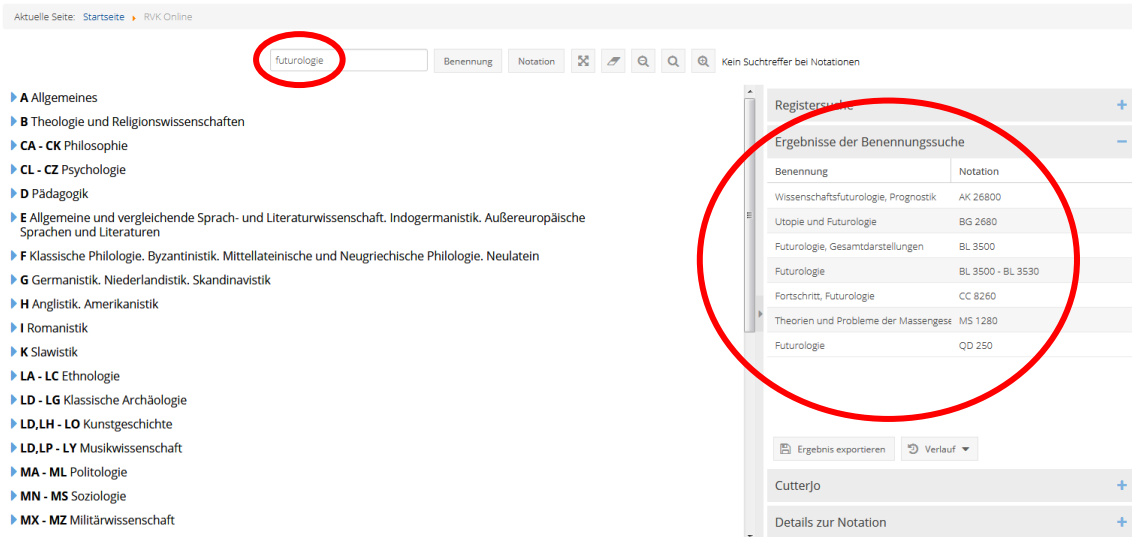 Aktuelle Seite: Startseite RVK Online
futurologie Benennung Notation Kein Suchtreffer bei Notationen
A Allgemeines
B Theologie und Religionswissenschaften
CA - CK Philosophie
CL - CZ Psychologie
D Pädagogik
E Allgemeine und vergleichende Sprach- und Literaturwissenschaft. Indogermanistik. Außereuropäische
Sprachen und Literaturen
F Klassische Philologie. Byzantinistik. Mittellateinische und Neugriechische Philologie. Neulatein
G Germanistik. Niederlandistik. Skandinavistik
H Anglistik. Amerikanistik
I Romanistik
K Slawistik
LA - LC Ethnologie
LD - LG Klassische Archäologie
LD,LH - LO Kunstgeschichte
LD,LP - LY Musikwissenschaft
MA - ML Politologie
MN - MS Soziologie
MX - MZ Militärwissenschaft
Registersuche
Ergebnisse der Benennungssuche
Benennung Notation
Wissenschaftsfuturologie, Prognostik AK 26800
Utopie und Futurologie BG 2680
Futurologie, Gesamtdarstellungen BL 3500
Futurologie BL 3500 - BL 3530
Fortschritt, Futurologie CC 8260
Theorien und Probleme der Massengese MS 1280
Futurologie QD 250
Ergebnis exportieren Verlauf
CutterJo
Details zur Notation